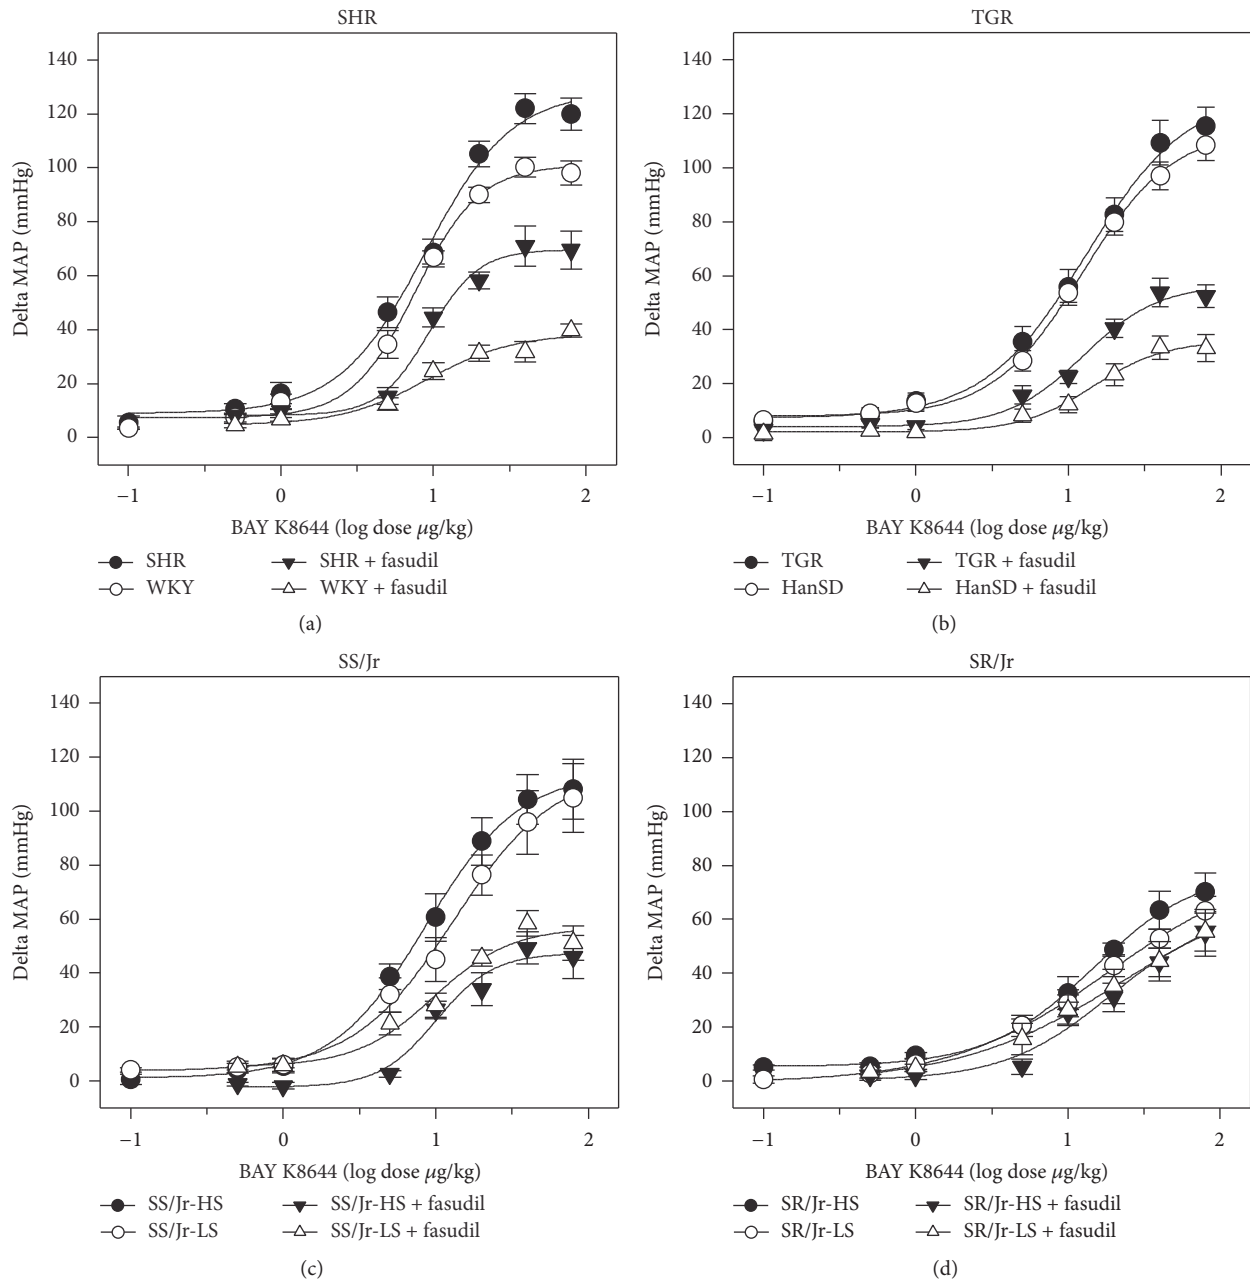 SHR
140
120
100
80
60
40
20
0
Delta MAP (mmHg)
−1 0 1 2
BAY K8644 (log dose μg/kg)
SHR SHR + fasudil
WKY WKY + fasudil
(a)
TGR
140
120
100
80
60
40
20
0
Delta MAP (mmHg)
−1 0 1 2
BAY K8644 (log dose μg/kg)
TGR TGR + fasudil
HanSD HanSD + fasudil
(b)
SS/Jr
140
120
100
80
60
40
20
0
Delta MAP (mmHg)
−1 0 1 2
BAY K8644 (log dose μg/kg)
SS/Jr-HS SS/Jr-HS + fasudil
SS/Jr-LS SS/Jr-LS + fasudil
(c)
SR/Jr
140
120
100
80
60
40
20
0
Delta MAP (mmHg)
−1 0 1 2
BAY K8644 (log dose μg/kg)
SR/Jr-HS SR/Jr-HS + fasudil
SR/Jr-LS SR/Jr-LS + fasudil
(d)